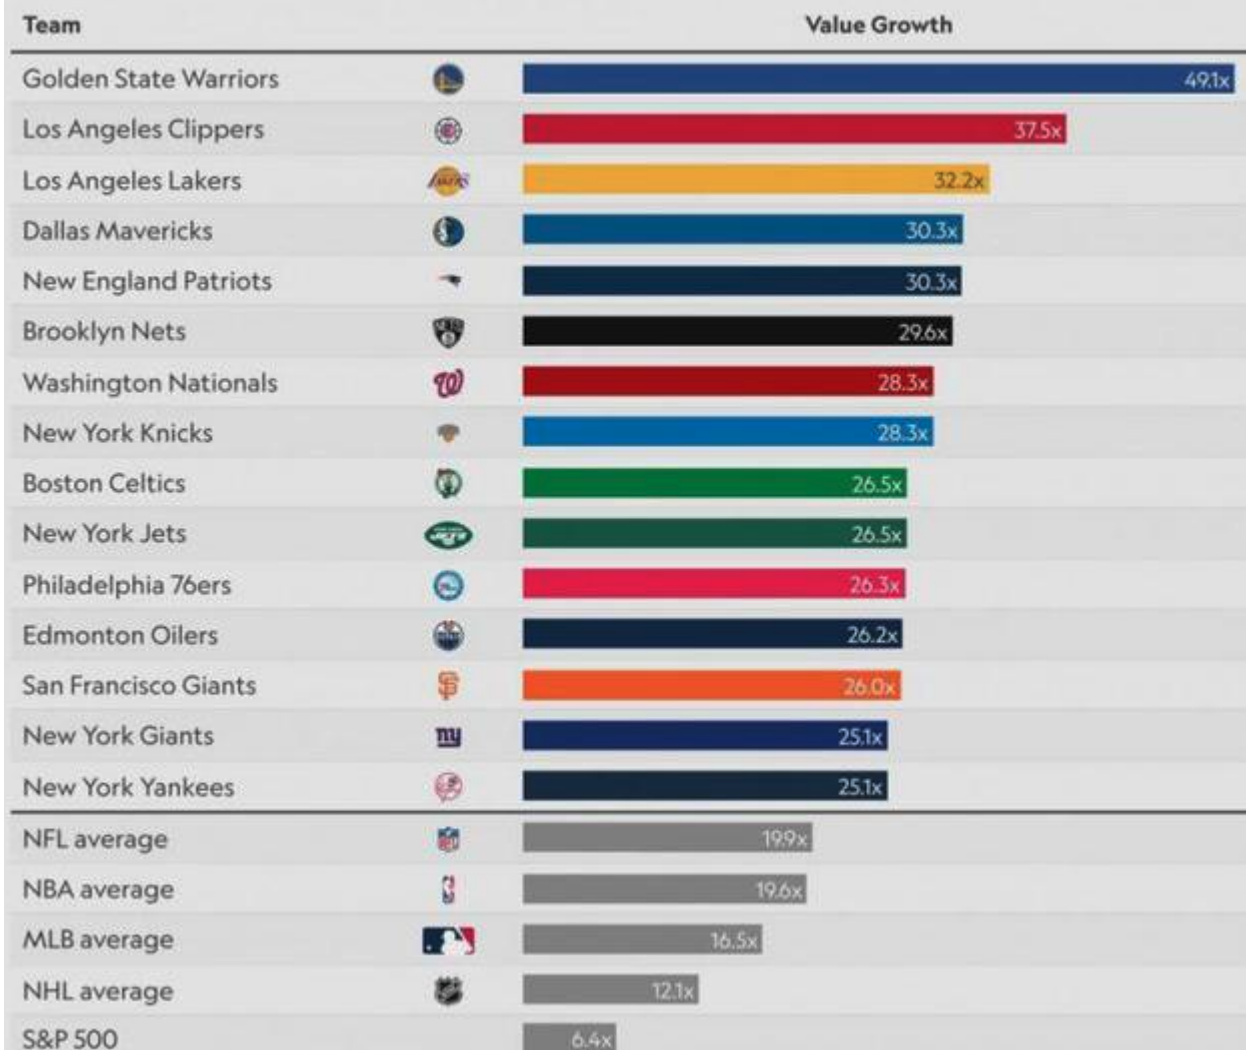 Team Value Growth
Golden State Warriors 49.1x
Los Angeles Clippers 37.5x
Los Angeles Lakers 32.2x
Dallas Mavericks 30.3x
New England Patriots 30.3x
Brooklyn Nets 29.6x
Washington Nationals 28.3x
New York Knicks 28.3x
Boston Celtics 26.5x
New York Jets 26.5x
Philadelphia 76ers 26.3x
Edmonton Oilers 26.2x
San Francisco Giants 26.0x
New York Giants 25.1x
New York Yankees 25.1x
NFL average 19.9x
NBA average 19.6x
MLB average 16.5x
NHL average 12.1x
S&P 500 6.4x